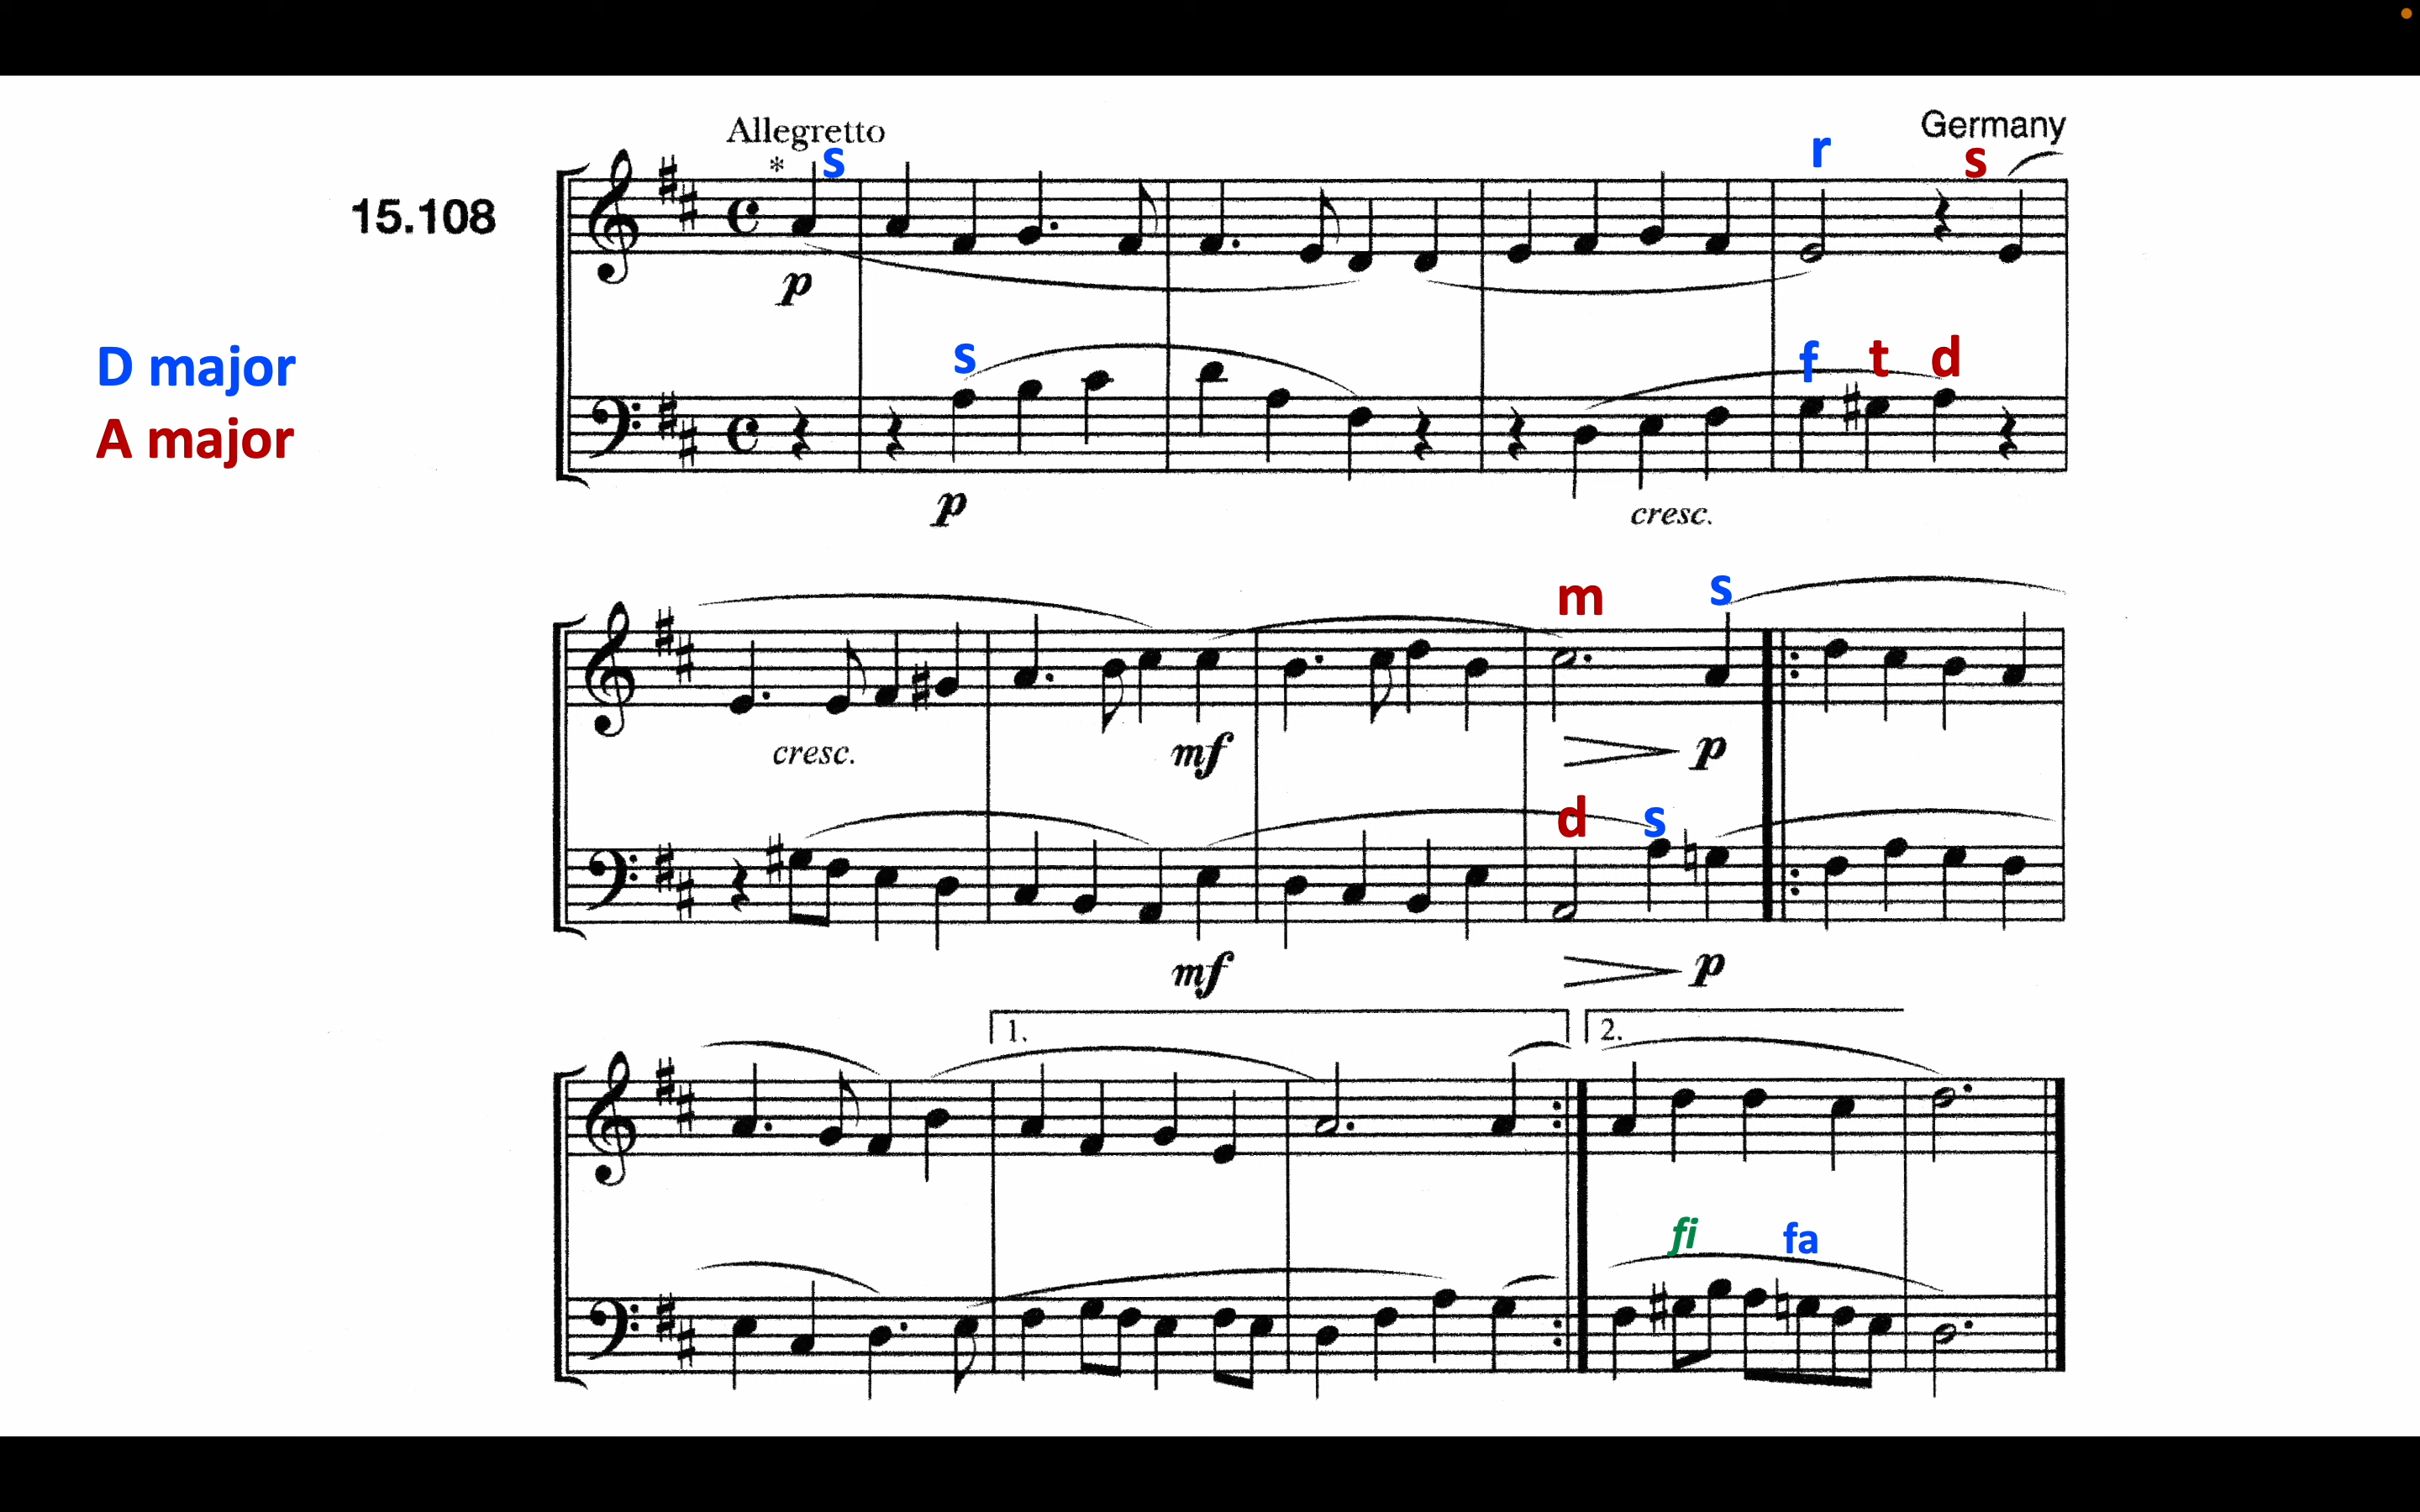 Allegretto
Germany
* s r s
15.108
p
D major
s f t d
A major
p
cresc.
m s
cresc.
mf
p
d s
mf
p
1.
2.
fi fa